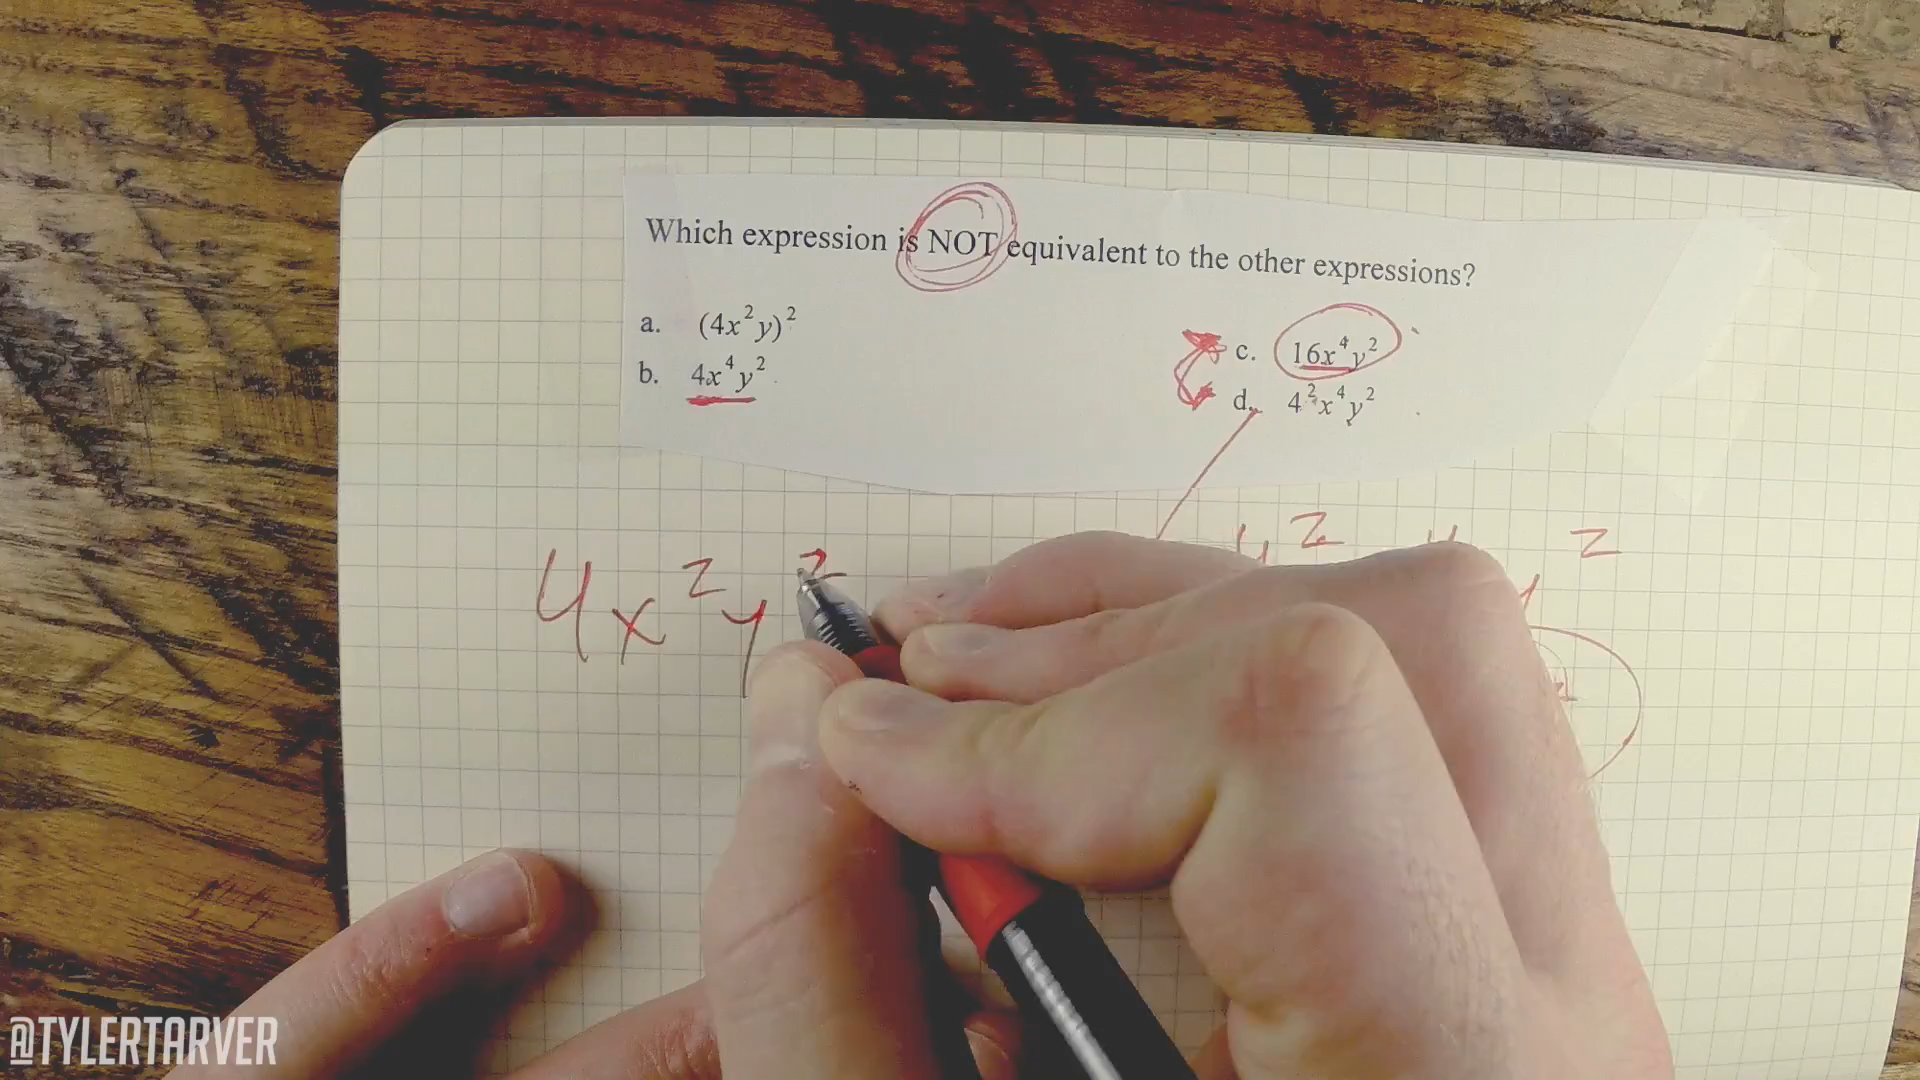 Which expression is NOT equivalent to the other expressions?
a. (4x²y)²
b. 4x⁴y²
c. 16x⁴y²
d. 4²x⁴y²
4x²y²
@TYLERTARVER